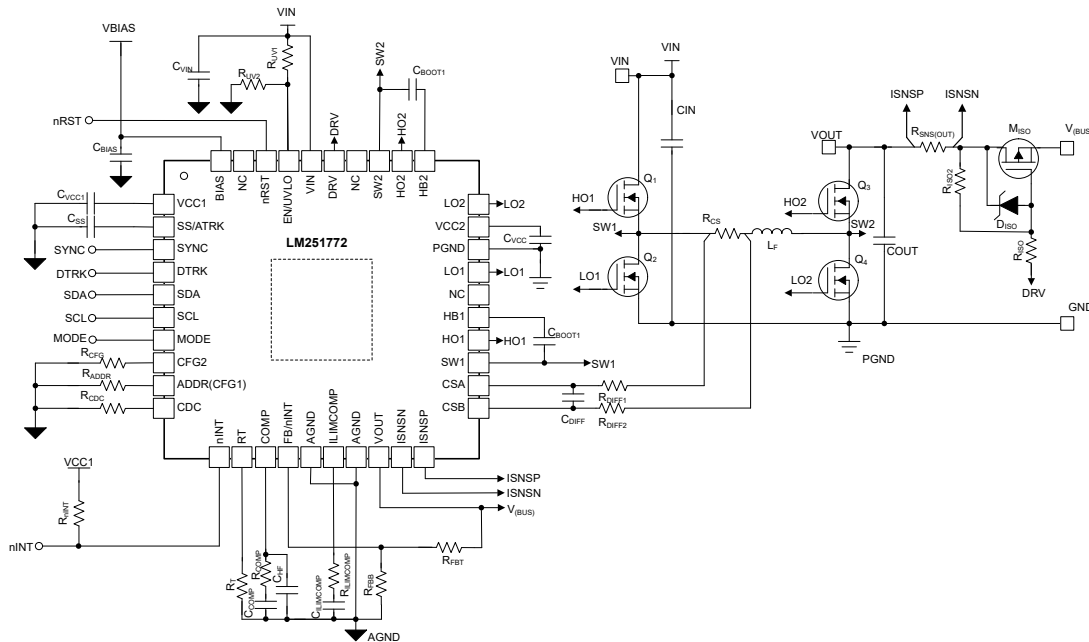 VBIAS
VIN
CVIN
RUV1
RUV2
SW2
CBOOT1
nRST
DRV
HO2
CBIAS
BIAS
NC
nRST
EN/UVLO
VIN
DRV
NC
SW2
HO2
HB2
LM251772
CVCC1
CSS
SYNC
DTRK
SDA
SCL
MODE
RCFG
RADDR
RCDC
VCC1
SS/ATRK
SYNC
DTRK
SDA
SCL
MODE
CFG2
ADDR(CFG1)
CDC
LO2
VCC2
PGND
LO1
NC
HB1
HO1
SW1
CSA
CSB
LO2
CVCC
LO1
CBOOT1
HO1
SW1
RDIFF1
CDIFF
RDIFF2
nINT
RT
COMP
FB/nINT
AGND
ILIMCOMP
AGND
VOUT
ISNSN
ISNSP
VCC1
RnINT
nINT
ISNSP
ISNSN
V(BUS)
RFBT
RT
RCOMP
CCOMP
CHF
RILIMCOMP
CILIMCOMP
RFBB
AGND
VIN
VIN
CIN
Q1
HO1
SW1
Q2
LO1
RCS
LF
VOUT
Q3
HO2
SW2
Q4
LO2
COUT
PGND
ISNSP
ISNSN
RSNS(OUT)
MISO
V(BUS)
RISO2
DISO
RISO
DRV
GND